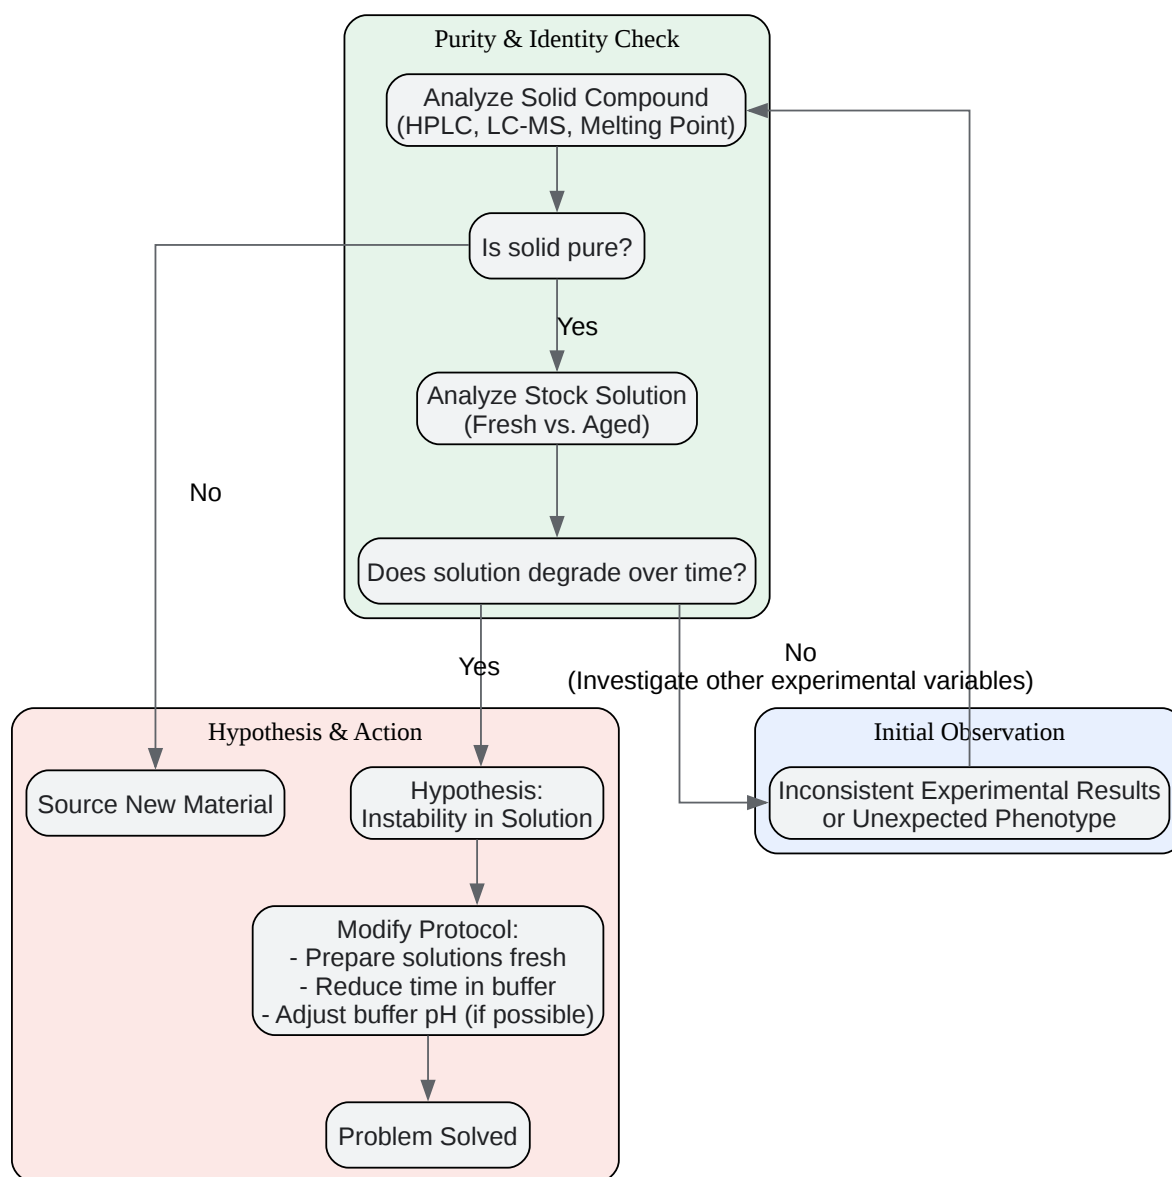 Purity & Identity Check
Analyze Solid Compound
(HPLC, LC-MS, Melting Point)
Is solid pure?
Yes
Analyze Stock Solution
(Fresh vs. Aged)
No
Does solution degrade over time?
Yes
No
(Investigate other experimental variables)
Hypothesis & Action
Source New Material
Hypothesis:
Instability in Solution
Modify Protocol:
- Prepare solutions fresh
- Reduce time in buffer
- Adjust buffer pH (if possible)
Problem Solved
Initial Observation
Inconsistent Experimental Results
or Unexpected Phenotype